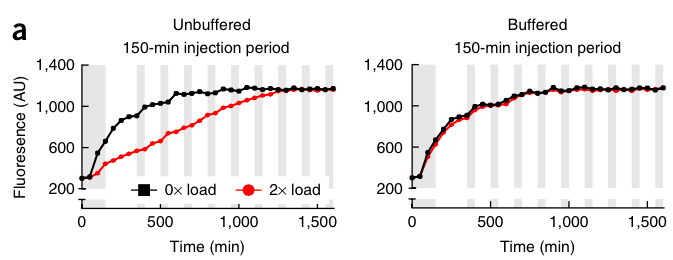 a
Unbuffered
150-min injection period
Fluoresence (AU)
1,400
1,000
600
200
0× load
2× load
0
500
1,000
1,500
Time (min)
Buffered
150-min injection period
1,400
1,000
600
200
0
500
1,000
1,500
Time (min)